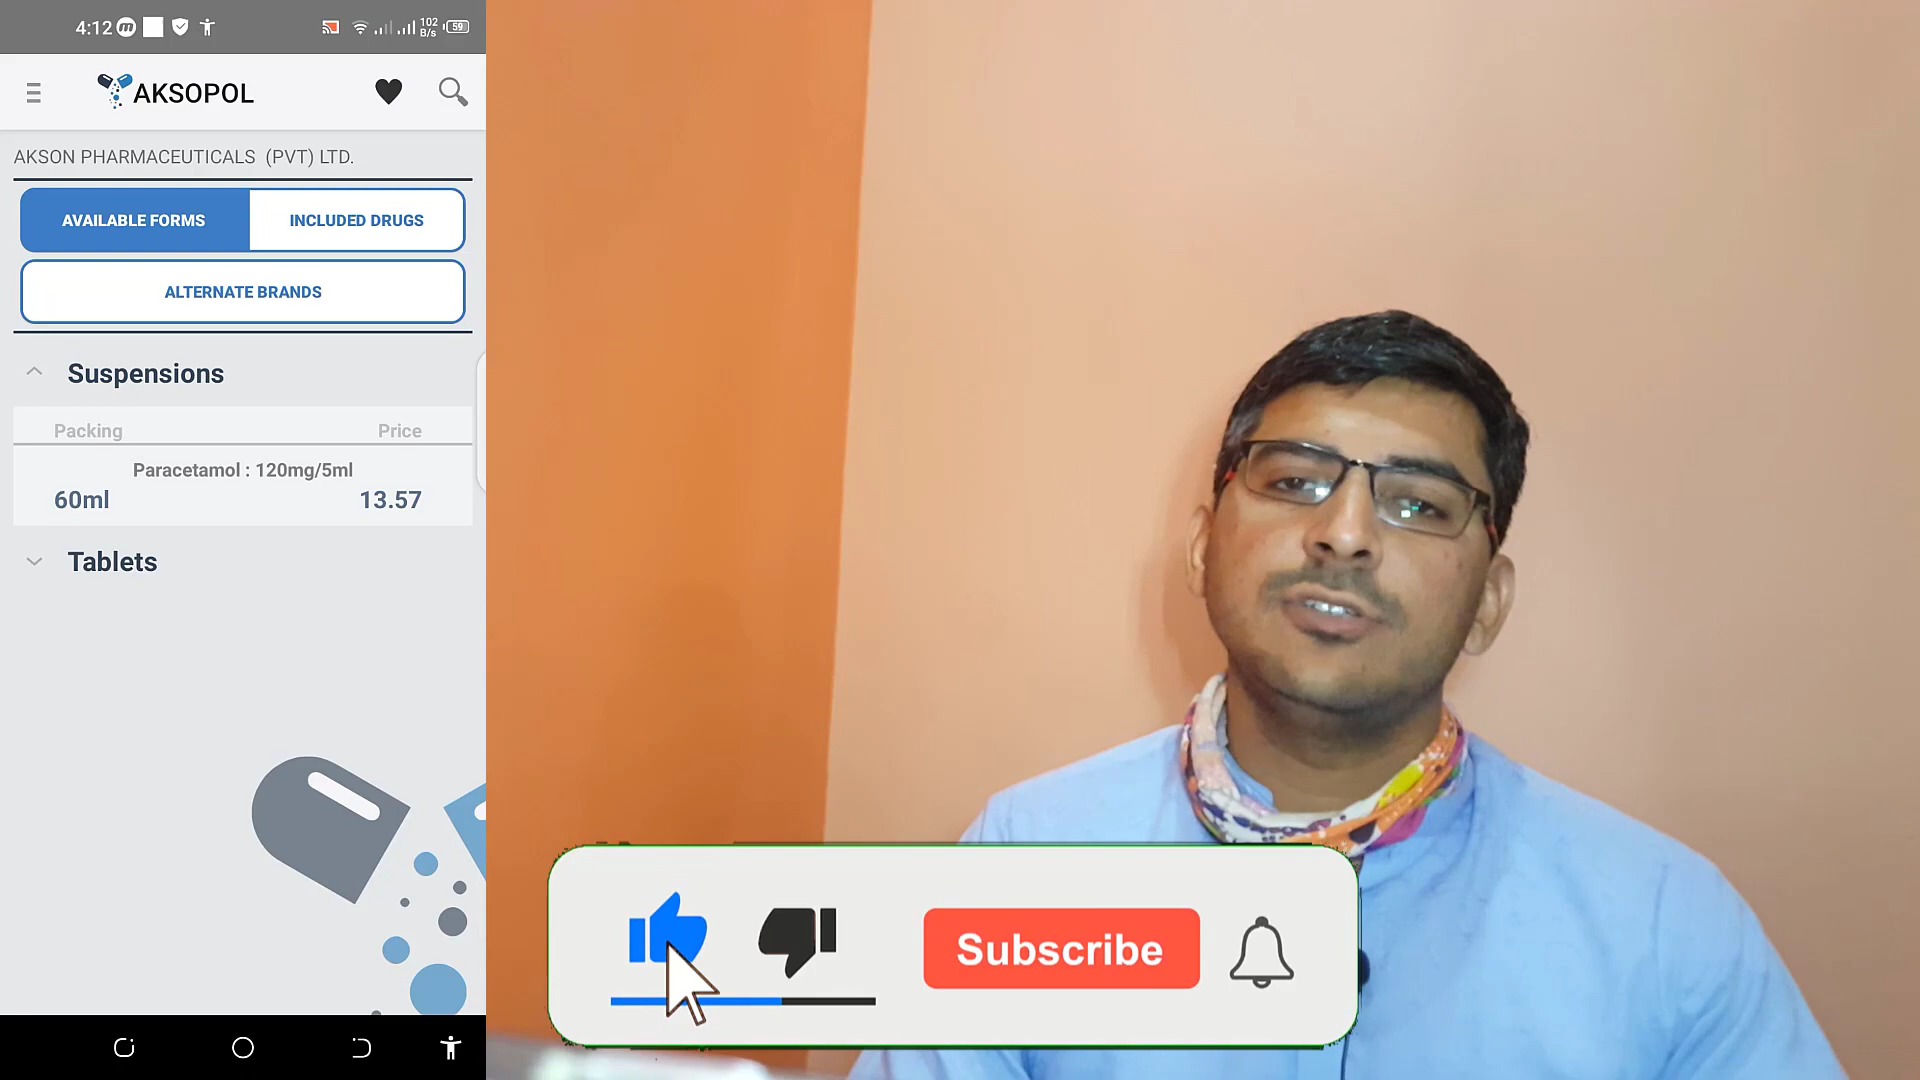 4:12
102
B/s
59
AKSOPOL
AKSON PHARMACEUTICALS (PVT) LTD.
AVAILABLE FORMS
INCLUDED DRUGS
ALTERNATE BRANDS
Suspensions
Packing
Price
Paracetamol : 120mg/5ml
60ml
13.57
Tablets
Subscribe